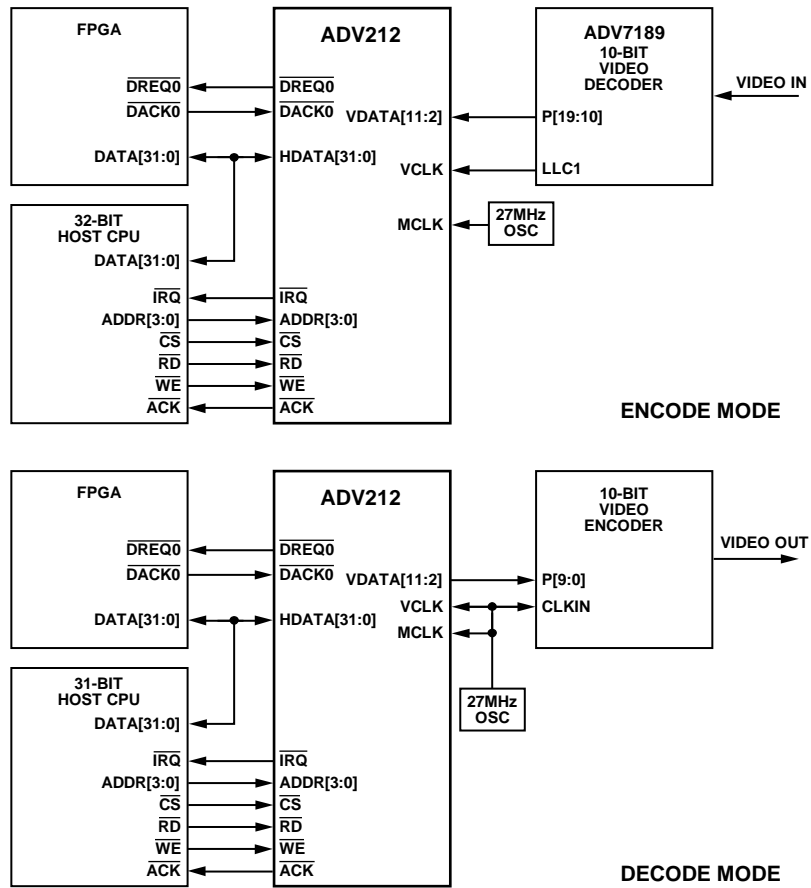 FPGA
DREQ0
DACK0
DATA[31:0]
32-BIT
HOST CPU
DATA[31:0]
IRQ
ADDR[3:0]
CS
RD
WE
ACK
ADV212
DREQ0
DACK0
HDATA[31:0]
IRQ
ADDR[3:0]
CS
RD
WE
ACK
VDATA[11:2]
VCLK
MCLK
ADV7189
10-BIT
VIDEO
DECODER
P[19:10]
LLC1
VIDEO IN
27MHz
OSC
ENCODE MODE
FPGA
DREQ0
DACK0
DATA[31:0]
31-BIT
HOST CPU
DATA[31:0]
IRQ
ADDR[3:0]
CS
RD
WE
ACK
ADV212
DREQ0
DACK0
HDATA[31:0]
IRQ
ADDR[3:0]
CS
RD
WE
ACK
VDATA[11:2]
VCLK
MCLK
10-BIT
VIDEO
ENCODER
P[9:0]
CLKIN
VIDEO OUT
27MHz
OSC
DECODE MODE